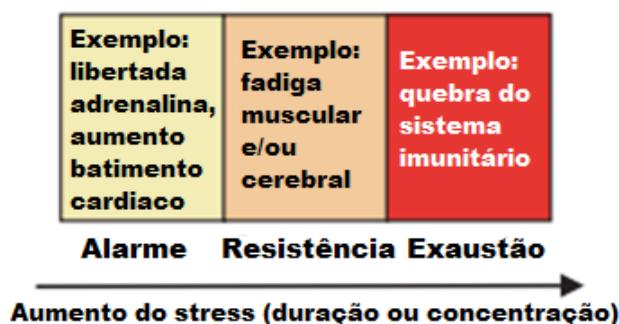 Exemplo:
libertada
adrenalina,
aumento
batimento
cardiaco
Exemplo:
fadiga
muscular
e/ou
cerebral
Exemplo:
quebra do
sistema
imunitário
Alarme
Resistência
Exaustão
Aumento do stress (duração ou concentração)